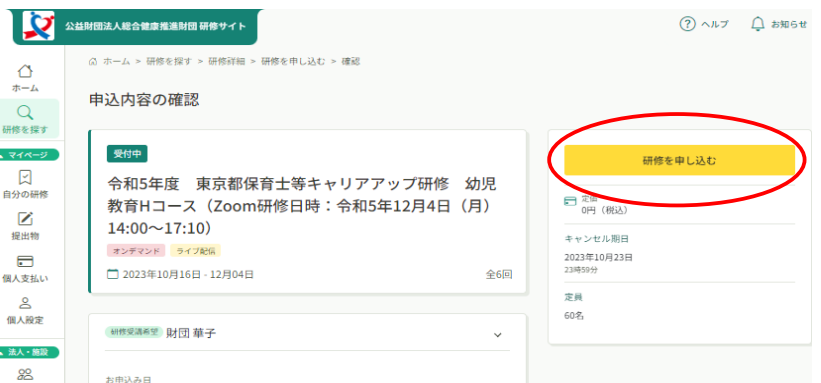 公益財団法人総合健康推進財団 研修サイト
ヘルプ
お知らせ
ホーム > 研修を探す > 研修詳細 > 研修を申し込む > 確認
ホーム
研修を探す
マイページ
自分の研修
提出物
個人支払い
個人設定
法人・施設
申込内容の確認
受付中
令和5年度 東京都保育士等キャリアアップ研修 幼児
教育Hコース(Zoom研修日時:令和5年12月4日(月)
14:00~17:10)
オンデマンド ライブ配信
2023年10月16日 - 12月04日
全6回
研修受講希望 財団 華子
お申込み日
研修を申し込む
定価
0円(税込)
キャンセル期日
2023年10月23日
23時59分
定員
60名